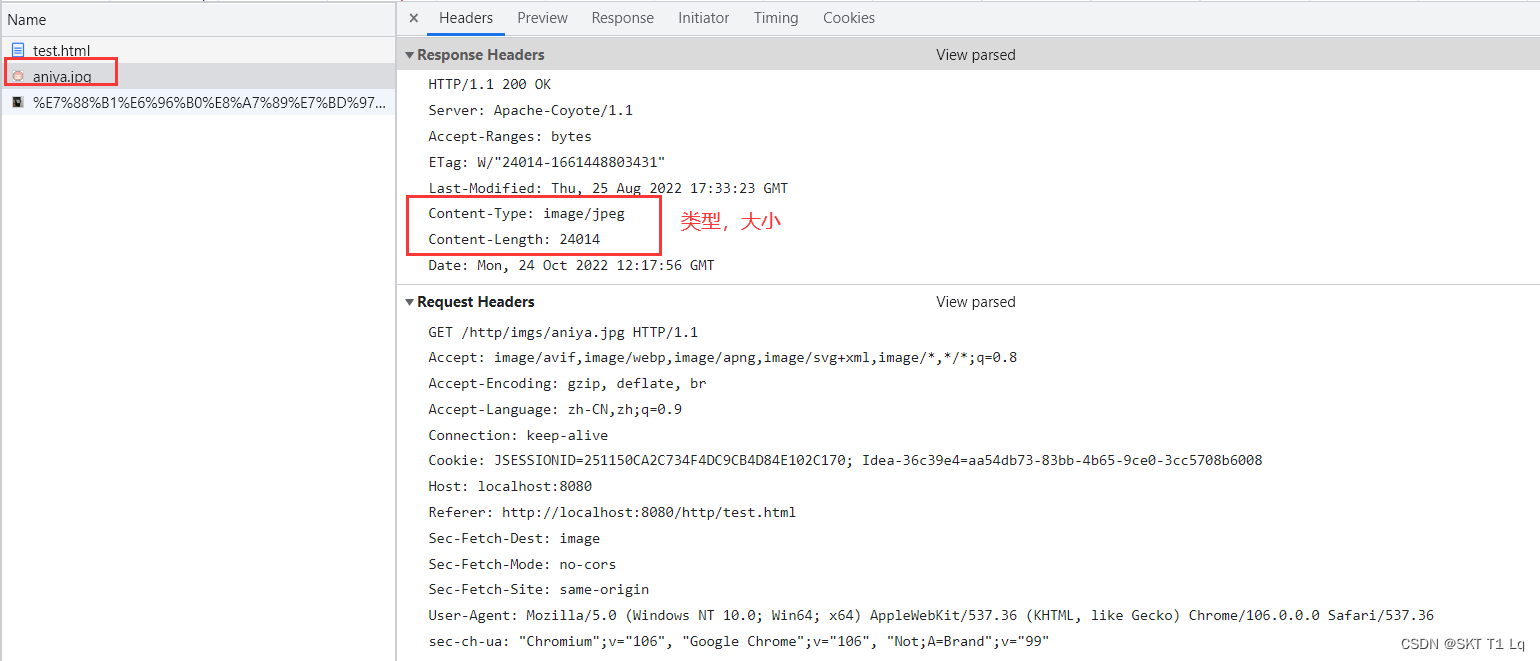 Name
test.html
aniya.jpg
%E7%88%B1%E6%96%B0%E8%A7%89%E7%BD%97%...
× Headers Preview Response Initiator Timing Cookies
Response Headers View parsed
HTTP/1.1 200 OK
Server: Apache-Coyote/1.1
Accept-Ranges: bytes
ETag: W/"24014-1661448803431"
Last-Modified: Thu, 25 Aug 2022 17:33:23 GMT
Content-Type: image/jpeg
类型，大小
Content-Length: 24014
Date: Mon, 24 Oct 2022 12:17:56 GMT
Request Headers View parsed
GET /http/imgs/aniya.jpg HTTP/1.1
Accept: image/avif,image/webp,image/apng,image/svg+xml,image/*,*/*;q=0.8
Accept-Encoding: gzip, deflate, br
Accept-Language: zh-CN,zh;q=0.9
Connection: keep-alive
Cookie: JSESSIONID=251150CA2C734F4DC9CB4D84E102C170; Idea-36c39e4=aa54db73-83bb-4b65-9ce0-3cc5708b6008
Host: localhost:8080
Referer: http://localhost:8080/http/test.html
Sec-Fetch-Dest: image
Sec-Fetch-Mode: no-cors
Sec-Fetch-Site: same-origin
User-Agent: Mozilla/5.0 (Windows NT 10.0; Win64; x64) AppleWebKit/537.36 (KHTML, like Gecko) Chrome/106.0.0.0 Safari/537.36
sec-ch-ua: "Chromium";v="106", "Google Chrome";v="106", "Not;A=Brand";v="99"
CSDN @SKT T1 Lq